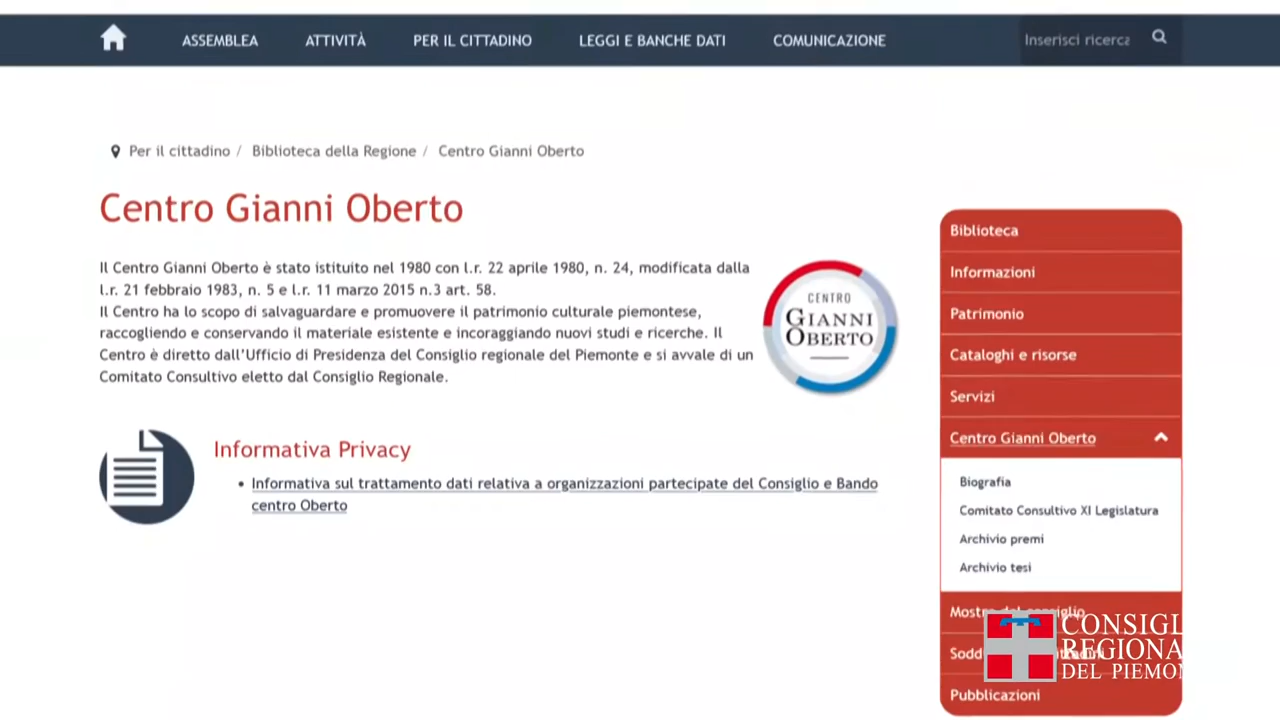 ASSEMBLEA ATTIVITÀ PER IL CITTADINO LEGGI E BANCHE DATI COMUNICAZIONE Inserisci ricerca
Per il cittadino / Biblioteca della Regione / Centro Gianni Oberto
Centro Gianni Oberto
Il Centro Gianni Oberto è stato istituito nel 1980 con l.r. 22 aprile 1980, n. 24, modificata dalla
l.r. 21 febbraio 1983, n. 5 e l.r. 11 marzo 2015 n.3 art. 58.
Il Centro ha lo scopo di salvaguardare e promuovere il patrimonio culturale piemontese,
raccogliendo e conservando il materiale esistente e incoraggiando nuovi studi e ricerche. Il
Centro è diretto dall'Ufficio di Presidenza del Consiglio regionale del Piemonte e si avvale di un
Comitato Consultivo eletto dal Consiglio Regionale.
CENTRO
GIANNI
OBERTO
Informativa Privacy
• Informativa sul trattamento dati relativa a organizzazioni partecipate del Consiglio e Bando
centro Oberto
Biblioteca
Informazioni
Patrimonio
Cataloghi e risorse
Servizi
Centro Gianni Oberto
Biografia
Comitato Consultivo XI Legislatura
Archivio premi
Archivio tesi
Mostre del consiglio
Pubblicazioni
CONSIGL
REGIONA
DEL PIEMON